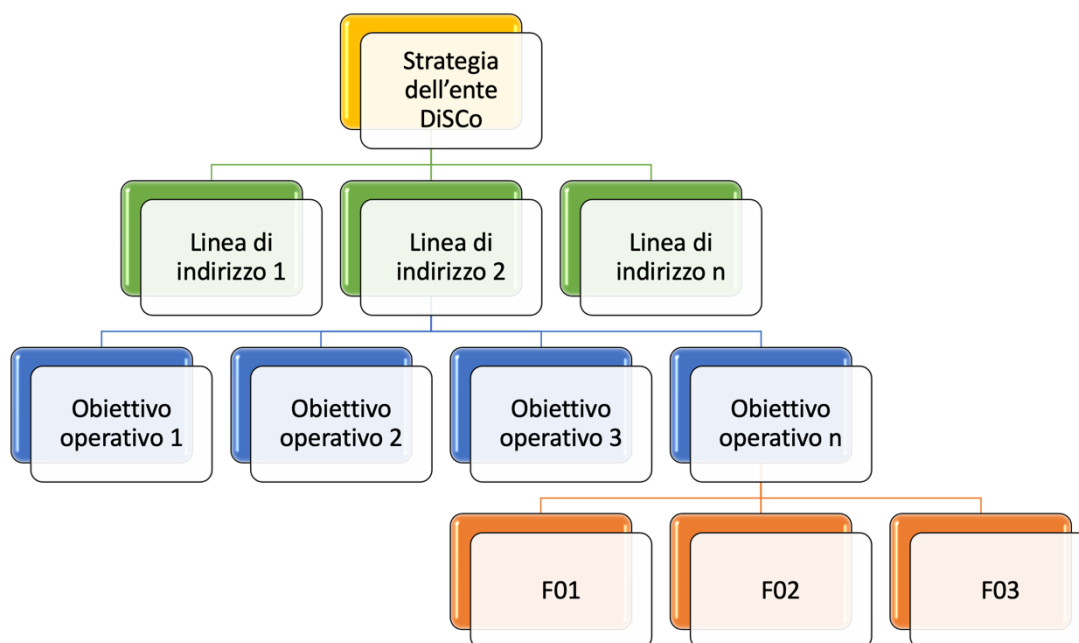 Strategia
dell’ente
DiSCo
Linea di
indirizzo 1
Linea di
indirizzo 2
Linea di
indirizzo n
Obiettivo
operativo 1
Obiettivo
operativo 2
Obiettivo
operativo 3
Obiettivo
operativo n
F01
F02
F03